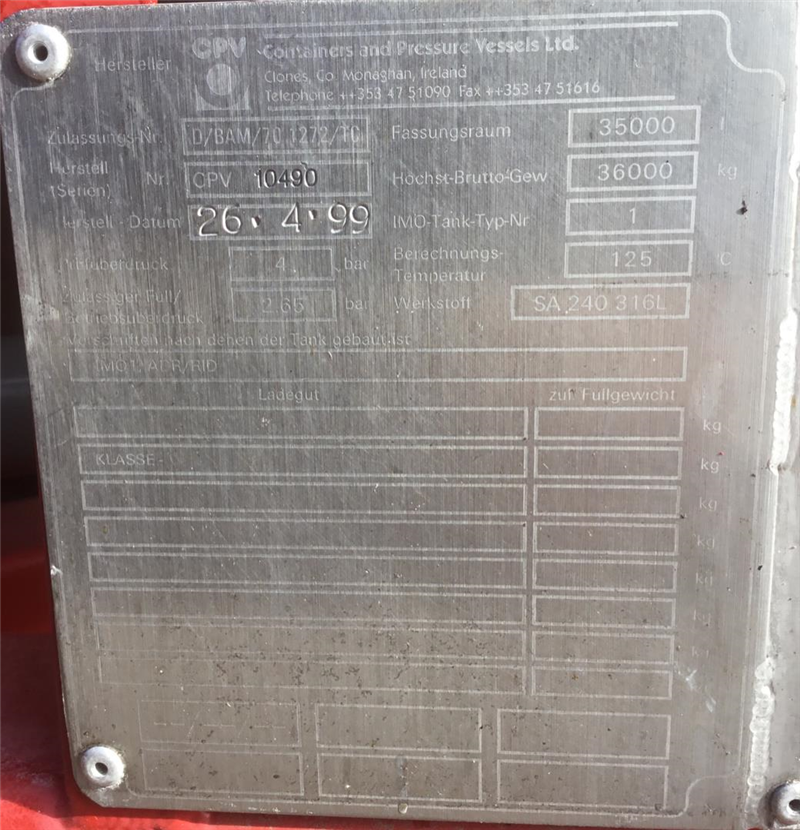 Hersteller CPV Containers and Pressure Vessels Ltd.
Clones, Co Monaghan, Ireland
Telephone ++353 47 51090 Fax ++353 47 51616
Zulassungs-Nr. D/BAM/70 1272/TC Fassungsraum 35000 l
Herstell (Serien) Nr. CPV 10490 Höchst-Brutto-Gew 36000 kg
Herstell - Datum 26. 4. 99 IMO-Tank-Typ-Nr 1
Prüfüberdruck 4 bar Berechnungs-Temperatur 125 C
Zulässiger Füll/Betriebsüberdruck 2.65 bar Werkstoff SA 240 316L
Vorschriften nach denen der Tank gebaut ist
IMO1/ADR/RID
Ladegut zul Füllgewicht
kg
KLASSE- kg
kg
kg
kg
kg